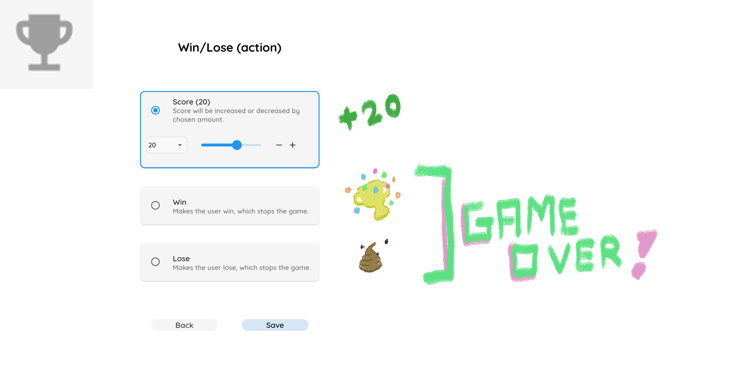 Win/Lose (action)
Score (20)
Score will be increased or decreased by
chosen amount.
20
+20
Win
Makes the user win, which stops the game.
GAME
OVER!
Lose
Makes the user lose, which stops the game.
Back
Save